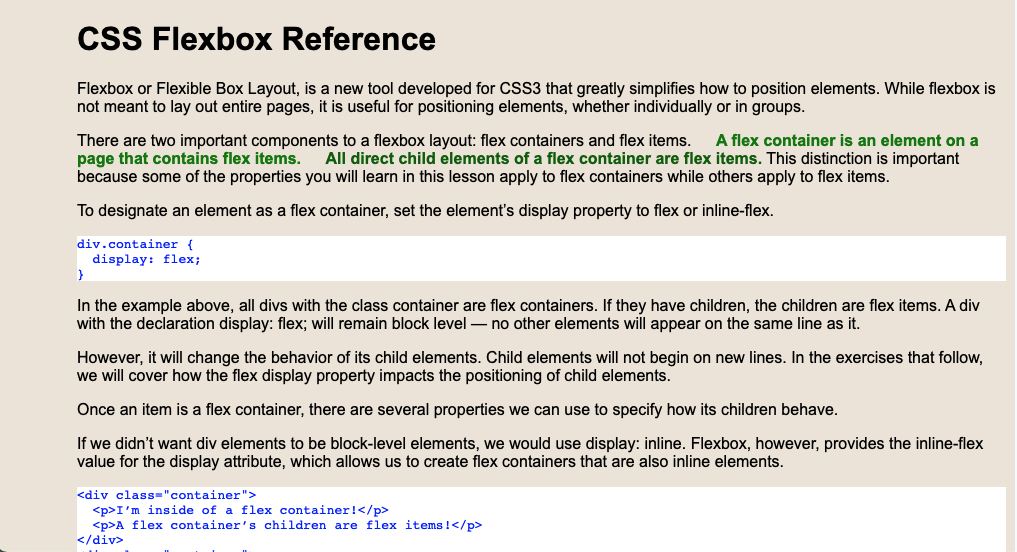 CSS Flexbox Reference
Flexbox or Flexible Box Layout, is a new tool developed for CSS3 that greatly simplifies how to position elements. While flexbox is
not meant to lay out entire pages, it is useful for positioning elements, whether individually or in groups.
There are two important components to a flexbox layout: flex containers and flex items. A flex container is an element on a
page that contains flex items. All direct child elements of a flex container are flex items. This distinction is important
because some of the properties you will learn in this lesson apply to flex containers while others apply to flex items.
To designate an element as a flex container, set the element’s display property to flex or inline-flex.
div.container {
  display: flex;
}
In the example above, all divs with the class container are flex containers. If they have children, the children are flex items. A div
with the declaration display: flex; will remain block level — no other elements will appear on the same line as it.
However, it will change the behavior of its child elements. Child elements will not begin on new lines. In the exercises that follow,
we will cover how the flex display property impacts the positioning of child elements.
Once an item is a flex container, there are several properties we can use to specify how its children behave.
If we didn’t want div elements to be block-level elements, we would use display: inline. Flexbox, however, provides the inline-flex
value for the display attribute, which allows us to create flex containers that are also inline elements.
<div class="container">
  <p>I’m inside of a flex container!</p>
  <p>A flex container’s children are flex items!</p>
</div>